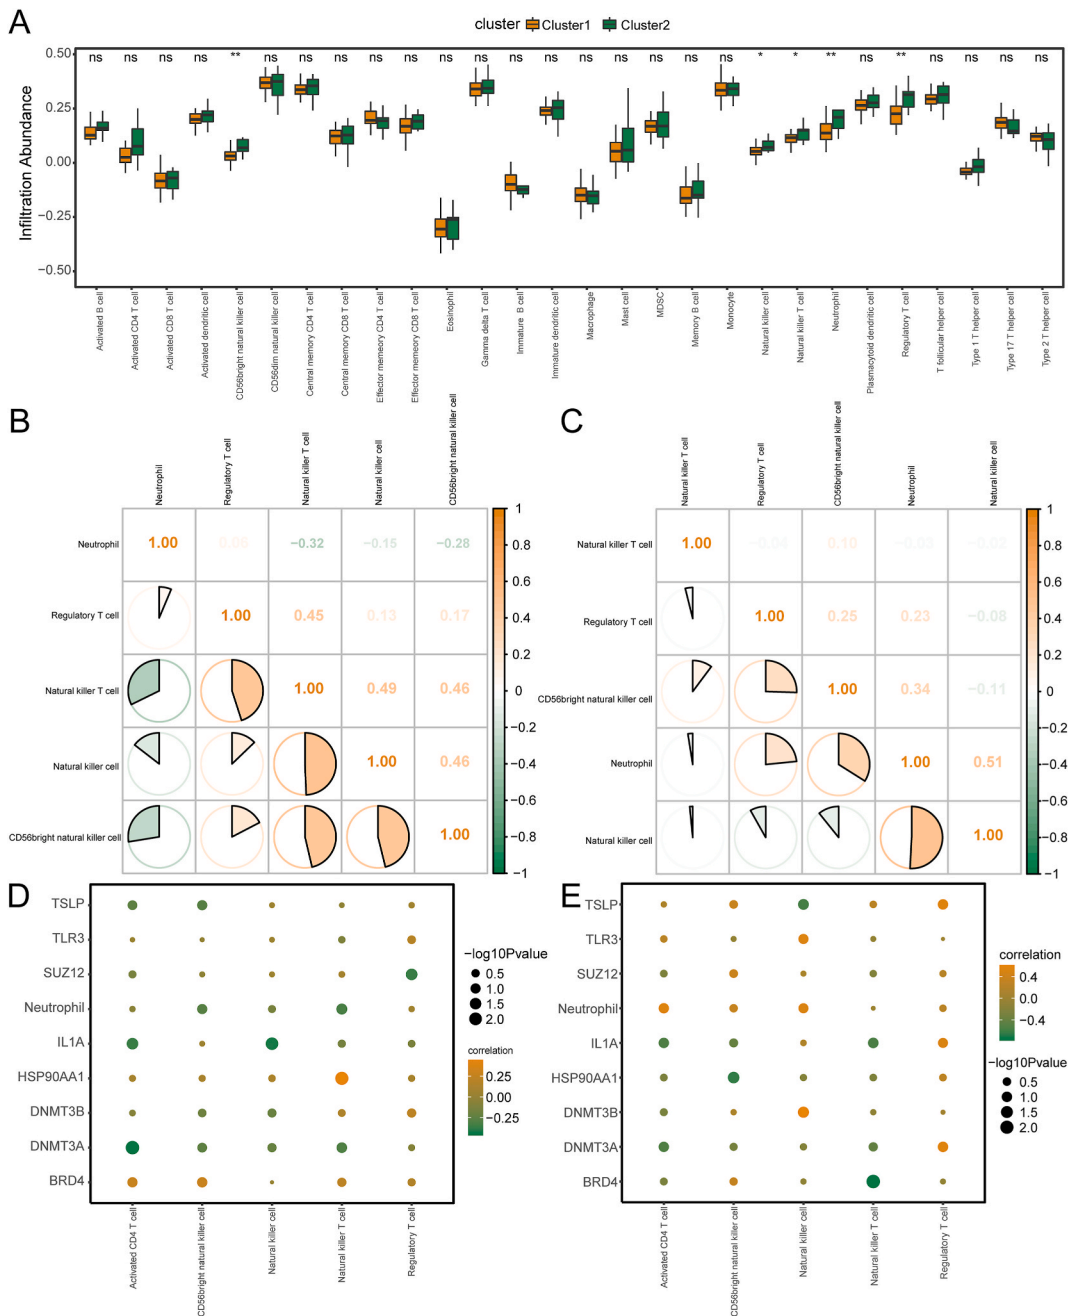 A
cluster Cluster1 Cluster2
Infiltration Abundance
0.50
0.25
0.00
−0.25
−0.50
ns ns ns ns ** ns ns ns ns ns ns ns ns ns ns ns ns ns ns * * ** ns ** ns ns ns ns
Activated B cell
Activated CD4 T cell
Activated CD8 T cell
Activated dendritic cell
CD56bright natural killer cell
CD56dim natural killer cell
Central memory CD4 T cell
Central memory CD8 T cell
Effector memeory CD4 T cell
Effector memeory CD8 T cell
Eosinophil
Gamma delta T cell
Immature B cell
Immature dendritic cell
Macrophage
Mast cell
MDSC
Memory B cell
Monocyte
Natural killer cell
Natural killer T cell
Neutrophil
Plasmacytoid dendritic cell
Regulatory T cell
T follicular helper cell
Type 1 T helper cell
Type 17 T helper cell
Type 2 T helper cell
B
Neutrophil
Regulatory T cell
Natural killer T cell
Natural killer cell
CD56bright natural killer cell
Neutrophil 1.00 0.06 −0.32 −0.15 −0.28
Regulatory T cell 1.00 0.45 0.13 0.17
Natural killer T cell 1.00 0.49 0.46
Natural killer cell 1.00 0.46
CD56bright natural killer cell 1.00
1
0.8
0.6
0.4
0.2
0
−0.2
−0.4
−0.6
−0.8
−1
C
Natural killer T cell
Regulatory T cell
CD56bright natural killer cell
Neutrophil
Natural killer cell
Natural killer T cell 1.00 −0.04 0.10 −0.03 −0.02
Regulatory T cell 1.00 0.25 0.23 −0.08
CD56bright natural killer cell 1.00 0.34 −0.11
Neutrophil 1.00 0.51
Natural killer cell 1.00
1
0.8
0.6
0.4
0.2
0
−0.2
−0.4
−0.6
−0.8
−1
D
TSLP
TLR3
SUZ12
Neutrophil
IL1A
HSP90AA1
DNMT3B
DNMT3A
BRD4
Activated CD4 T cell
CD56bright natural killer cell
Natural killer cell
Natural killer T cell
Regulatory T cell
−log10Pvalue
0.5
1.0
1.5
2.0
correlation
0.25
0.00
−0.25
E
TSLP
TLR3
SUZ12
Neutrophil
IL1A
HSP90AA1
DNMT3B
DNMT3A
BRD4
Activated CD4 T cell
CD56bright natural killer cell
Natural killer cell
Natural killer T cell
Regulatory T cell
correlation
0.4
0.0
−0.4
−log10Pvalue
0.5
1.0
1.5
2.0